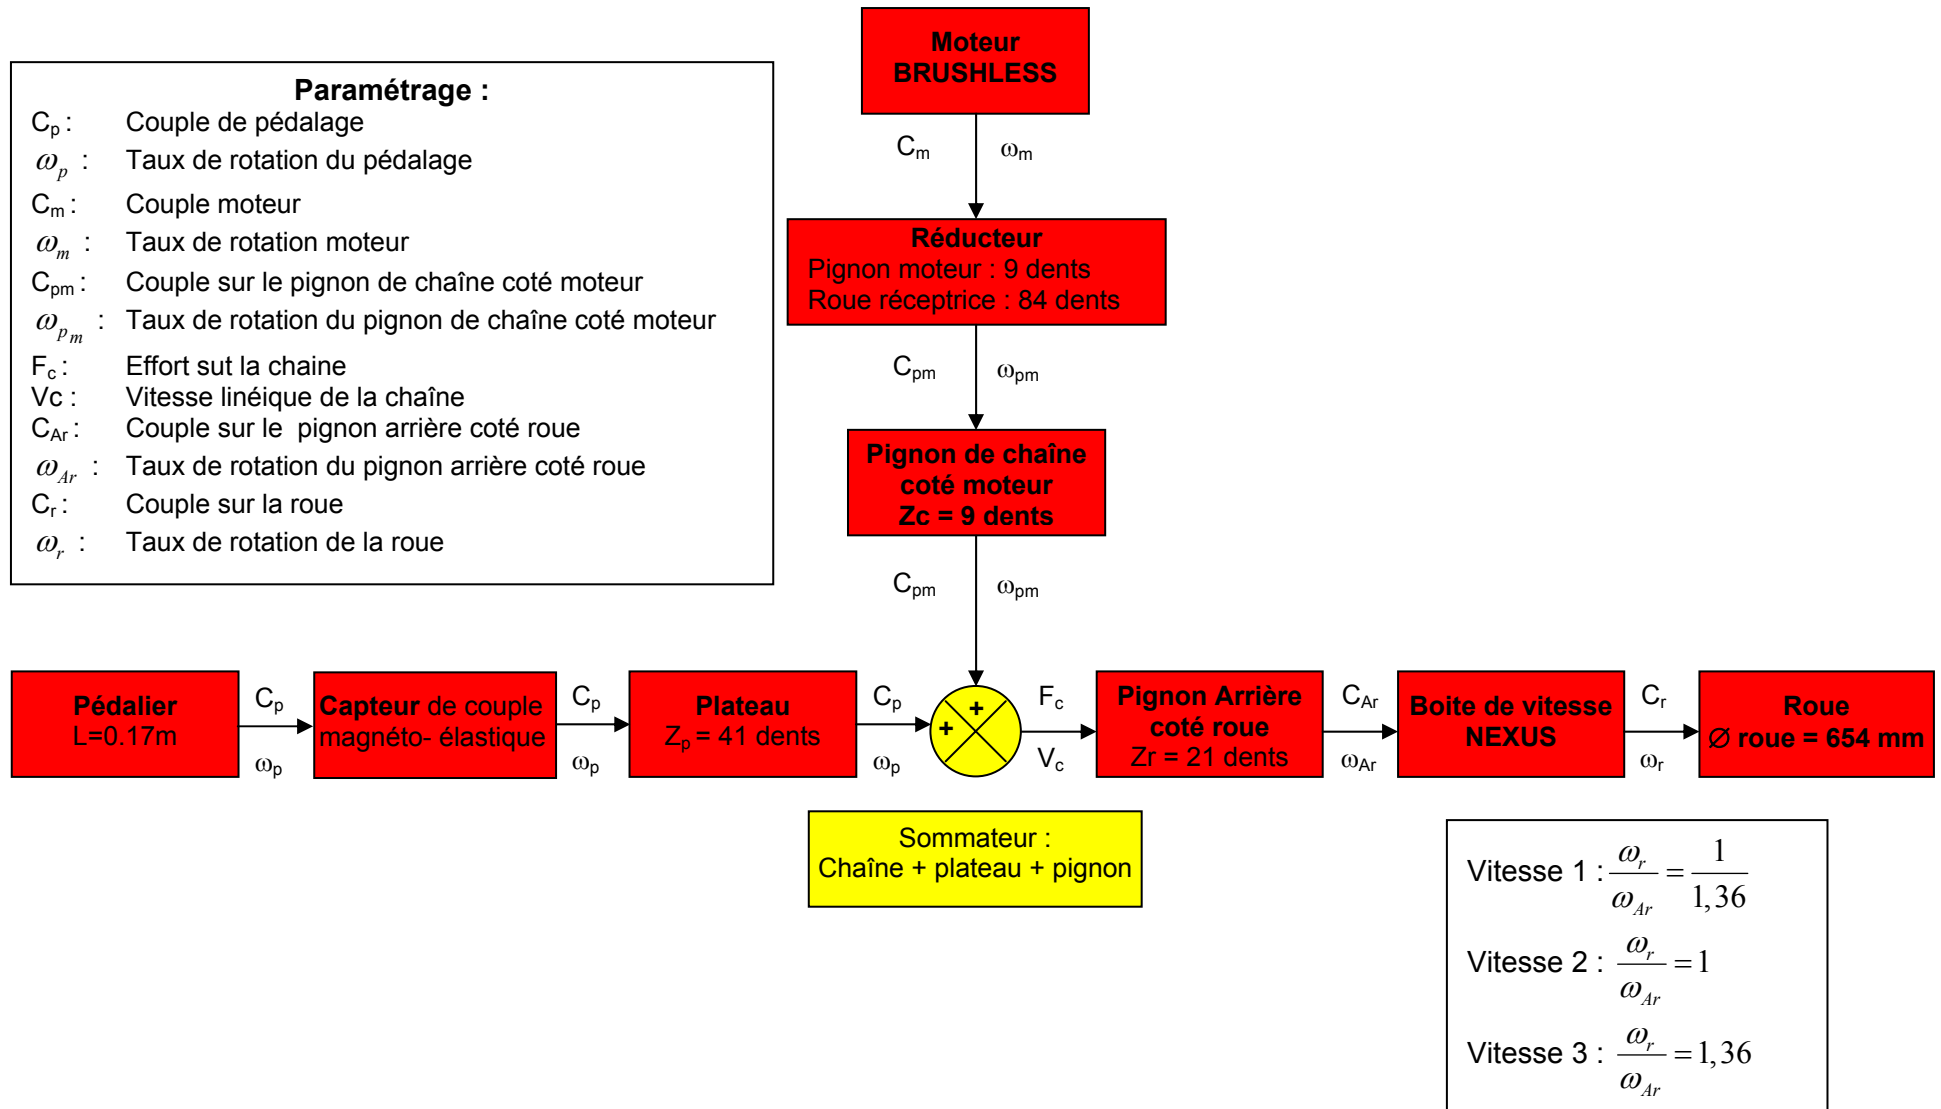 Moteur
BRUSHLESS
Paramétrage :
Cp : Couple de pédalage
ωp : Taux de rotation du pédalage
Cm : Couple moteur
ωm : Taux de rotation moteur
Cpm : Couple sur le pignon de chaîne coté moteur
ωpm : Taux de rotation du pignon de chaîne coté moteur
Fc : Effort sut la chaine
Vc : Vitesse linéique de la chaîne
CAr : Couple sur le pignon arrière coté roue
ωAr : Taux de rotation du pignon arrière coté roue
Cr : Couple sur la roue
ωr : Taux de rotation de la roue
Cm ωm
Réducteur
Pignon moteur : 9 dents
Roue réceptrice : 84 dents
Cpm ωpm
Pignon de chaîne
coté moteur
Zc = 9 dents
Cpm ωpm
Pédalier
L=0.17m
Cp
ωp
Capteur de couple
magnéto- élastique
Cp
ωp
Plateau
Zp = 41 dents
Cp
ωp
+
+
Fc
Vc
Pignon Arrière
coté roue
Zr = 21 dents
CAr
ωAr
Boite de vitesse
NEXUS
Cr
ωr
Roue
∅ roue = 654 mm
Sommateur :
Chaîne + plateau + pignon
Vitesse 1 : ωr/ωAr = 1/1,36
Vitesse 2 : ωr/ωAr = 1
Vitesse 3 : ωr/ωAr = 1,36